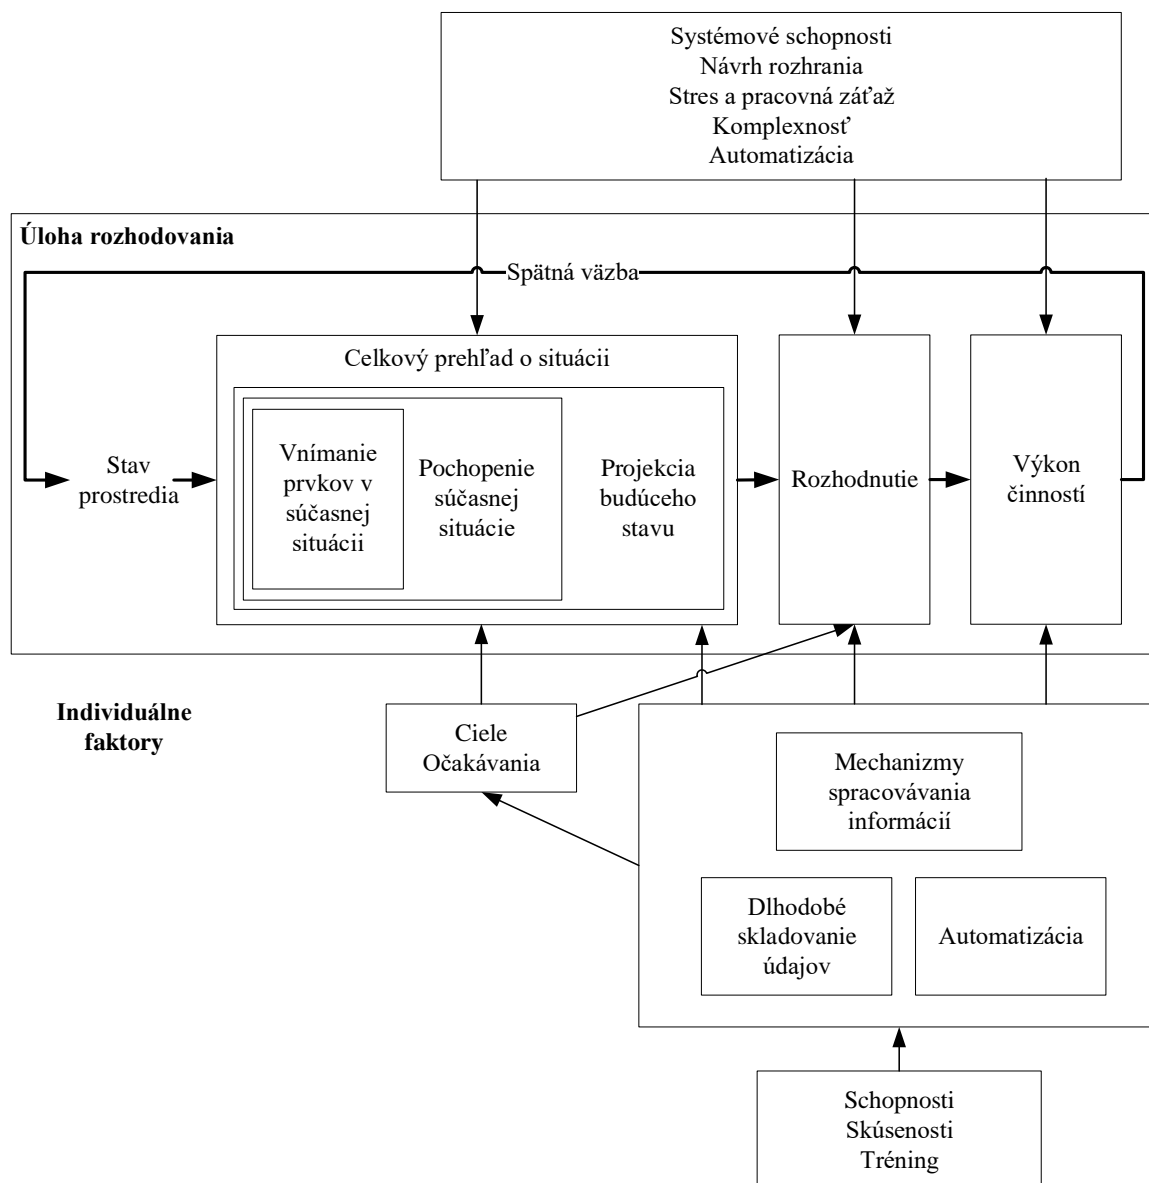 Systémové schopnosti
Návrh rozhrania
Stres a pracovná záťaž
Komplexnosť
Automatizácia
Úloha rozhodovania
Spätná väzba
Celkový prehľad o situácii
Stav
prostredia
Vnímanie
prvkov v
súčasnej
situácii
Pochopenie
súčasnej
situácie
Projekcia
budúceho
stavu
Rozhodnutie
Výkon
činností
Individuálne
faktory
Ciele
Očakávania
Mechanizmy
spracovávania
informácií
Dlhodobé
skladovanie
údajov
Automatizácia
Schopnosti
Skúsenosti
Tréning